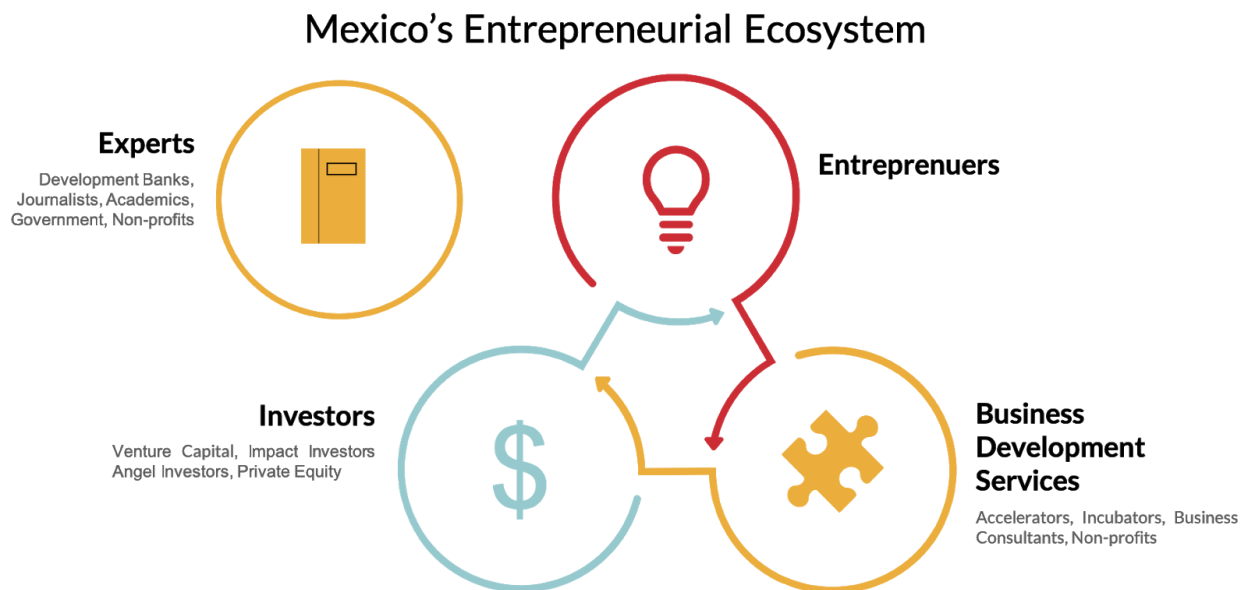 Mexico's Entrepreneurial Ecosystem
Experts
Development Banks,
Journalists, Academics,
Government, Non-profits
Entreprenuers
Investors
Venture Capital, Impact Investors
Angel Investors, Private Equity
$
Business
Development
Services
Accelerators, Incubators, Business
Consultants, Non-profits